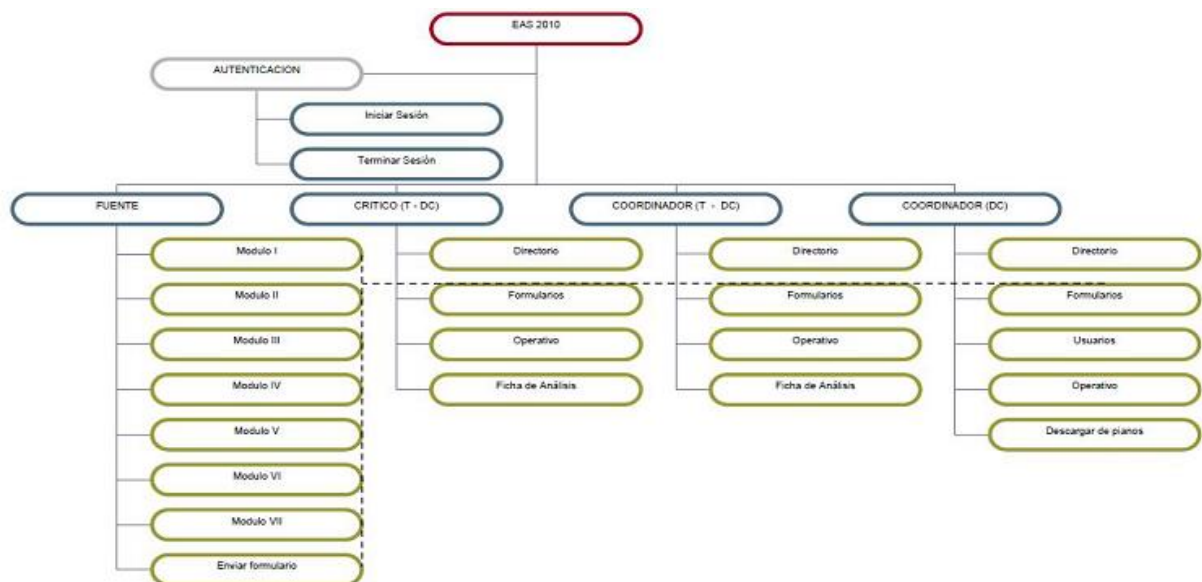 EAS 2010
AUTENTICACION
Iniciar Sesión
Terminar Sesión
FUENTE
CRITICO (T - DC)
COORDINADOR (T - DC)
COORDINADOR (DC)
Modulo I
Directorio
Directorio
Directorio
Modulo II
Formularios
Formularios
Formularios
Modulo III
Operativo
Operativo
Usuarios
Modulo IV
Ficha de Análisis
Ficha de Análisis
Operativo
Modulo V
Descargar de pianos
Modulo VI
Modulo VII
Enviar formulario